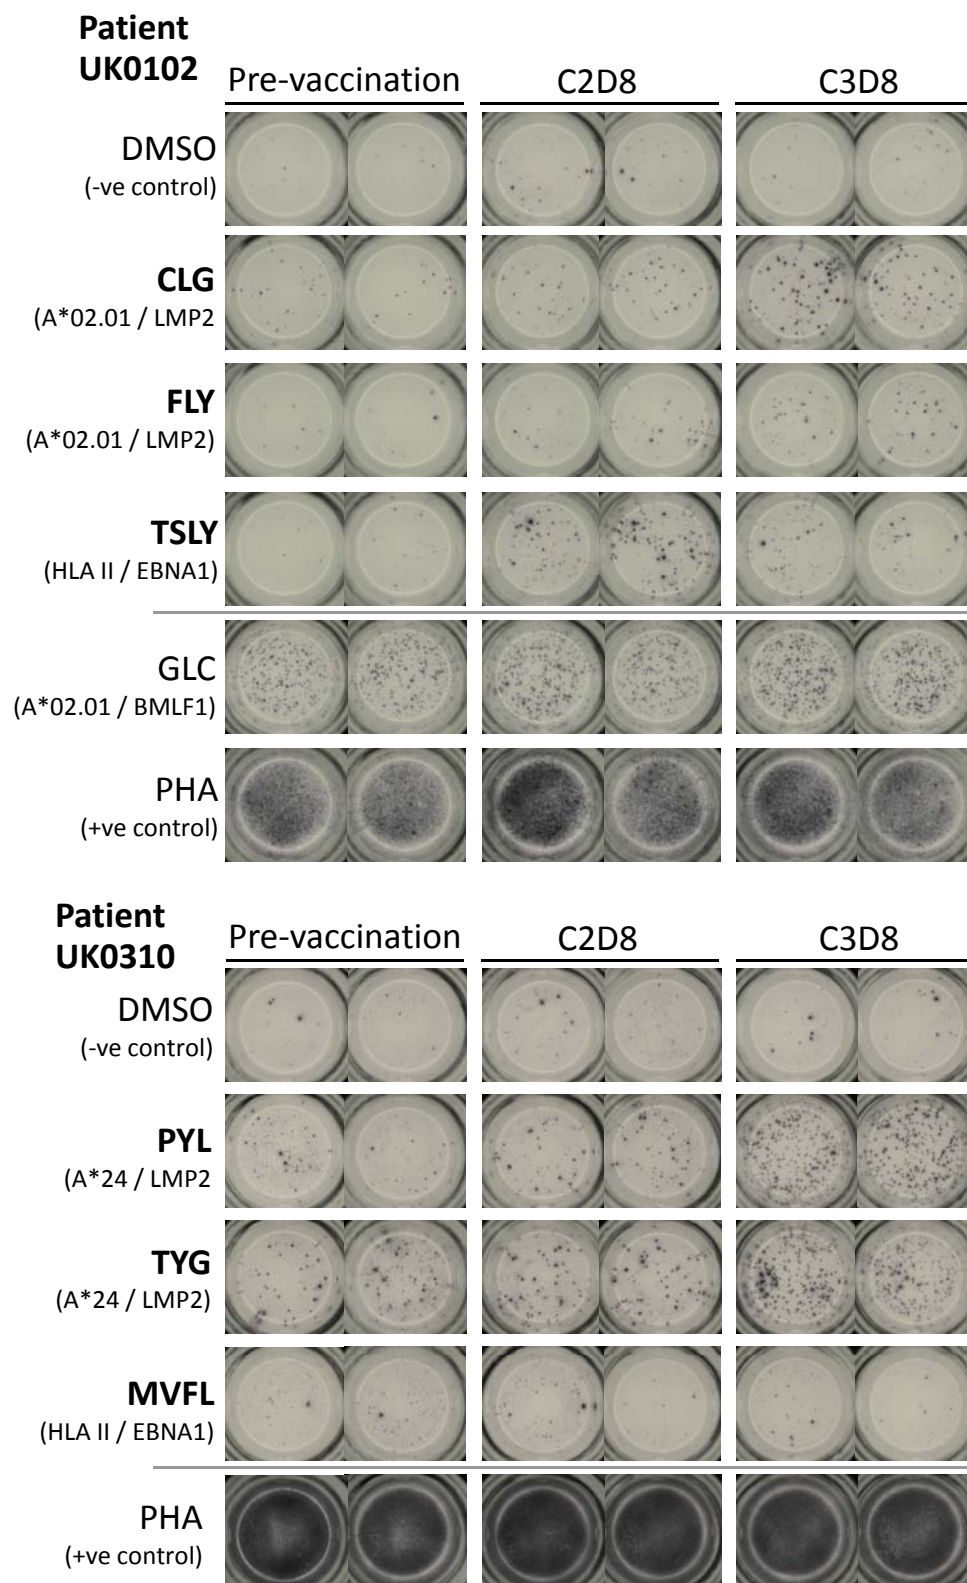 Patient
UK0102
Pre-vaccination C2D8 C3D8
DMSO
(-ve control)
CLG
(A*02.01 / LMP2
FLY
(A*02.01 / LMP2)
TSLY
(HLA II / EBNA1)
GLC
(A*02.01 / BMLF1)
PHA
(+ve control)
Patient
UK0310
Pre-vaccination C2D8 C3D8
DMSO
(-ve control)
PYL
(A*24 / LMP2
TYG
(A*24 / LMP2)
MVFL
(HLA II / EBNA1)
PHA
(+ve control)